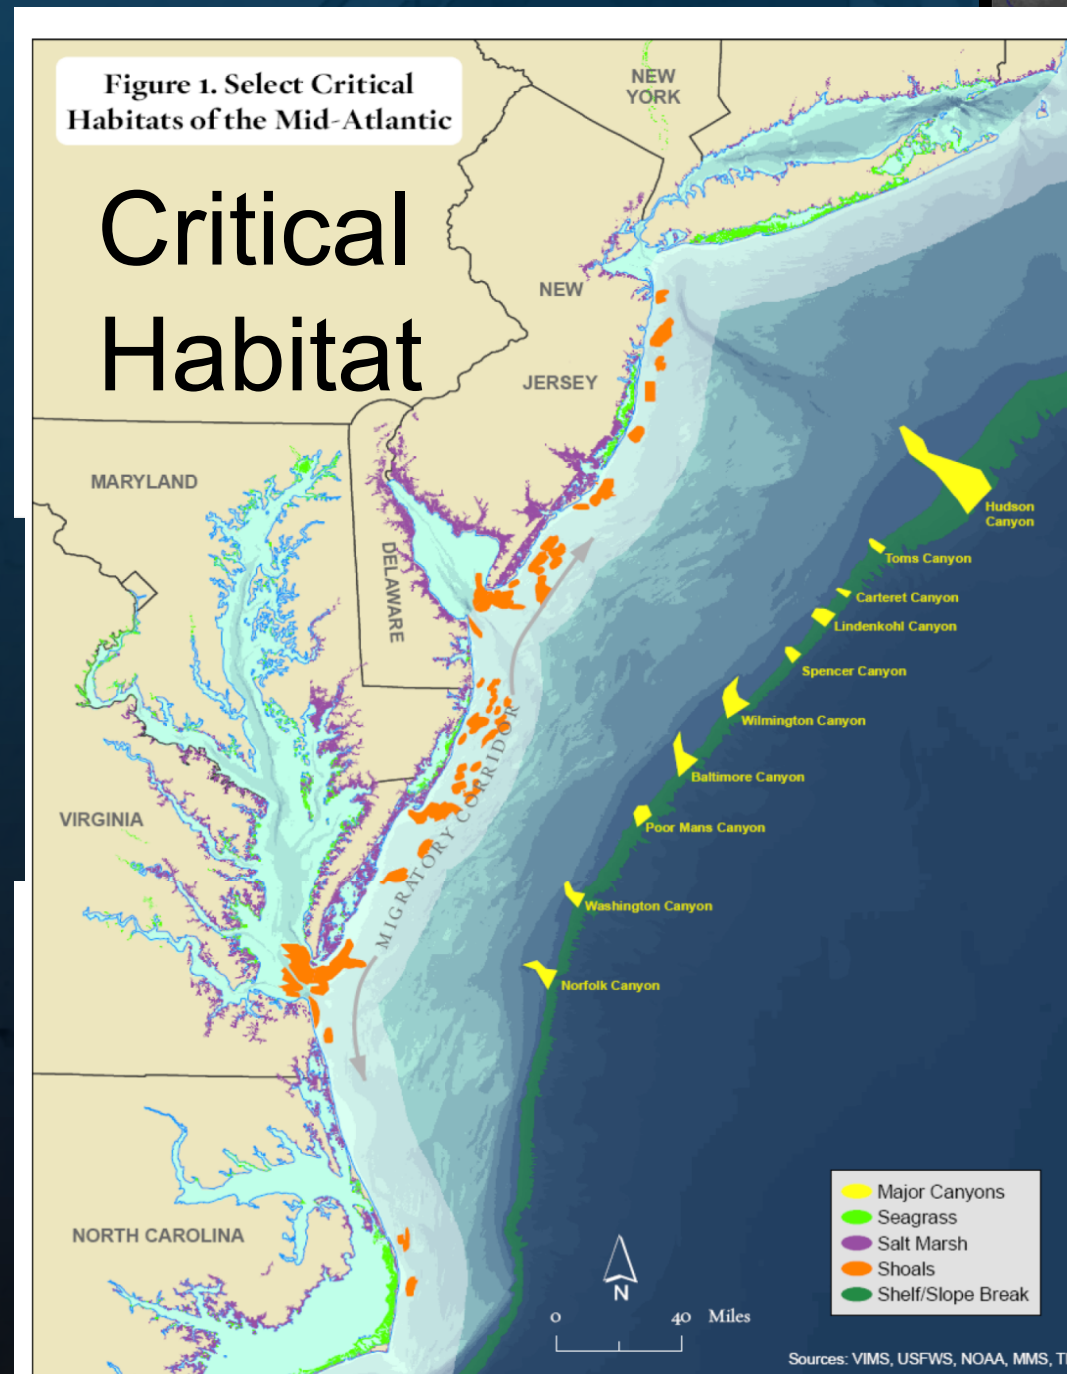 Figure 1. Select Critical
Habitats of the Mid-Atlantic
Critical
Habitat
NEW
YORK
NEW
JERSEY
MARYLAND
DELAWARE
VIRGINIA
NORTH CAROLINA
MIGRATORY CORRIDOR
Hudson
Canyon
Toms Canyon
Carteret Canyon
Lindenkohl Canyon
Spencer Canyon
Wilmington Canyon
Baltimore Canyon
Poor Mans Canyon
Washington Canyon
Norfolk Canyon
Major Canyons
Seagrass
Salt Marsh
Shoals
Shelf/Slope Break
N
0 40 Miles
Sources: VIMS, USFWS, NOAA, MMS,